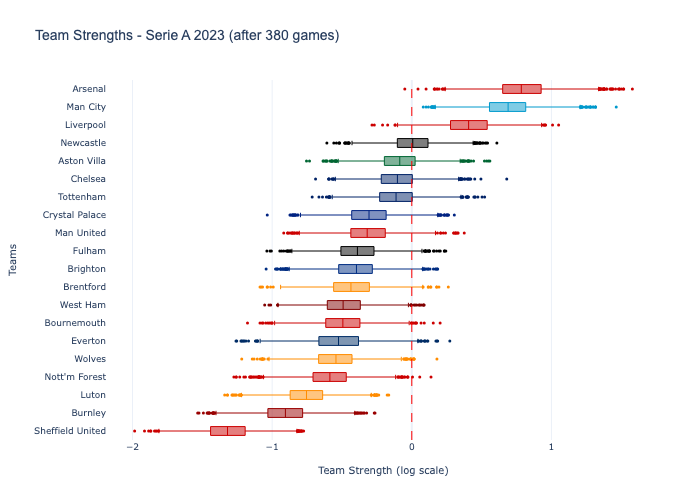 Team Strengths - Serie A 2023 (after 380 games)
Arsenal
Man City
Liverpool
Newcastle
Aston Villa
Chelsea
Tottenham
Crystal Palace
Man United
Fulham
Brighton
Brentford
West Ham
Bournemouth
Everton
Wolves
Nott'm Forest
Luton
Burnley
Sheffield United
Teams
−2 −1 0 1
Team Strength (log scale)